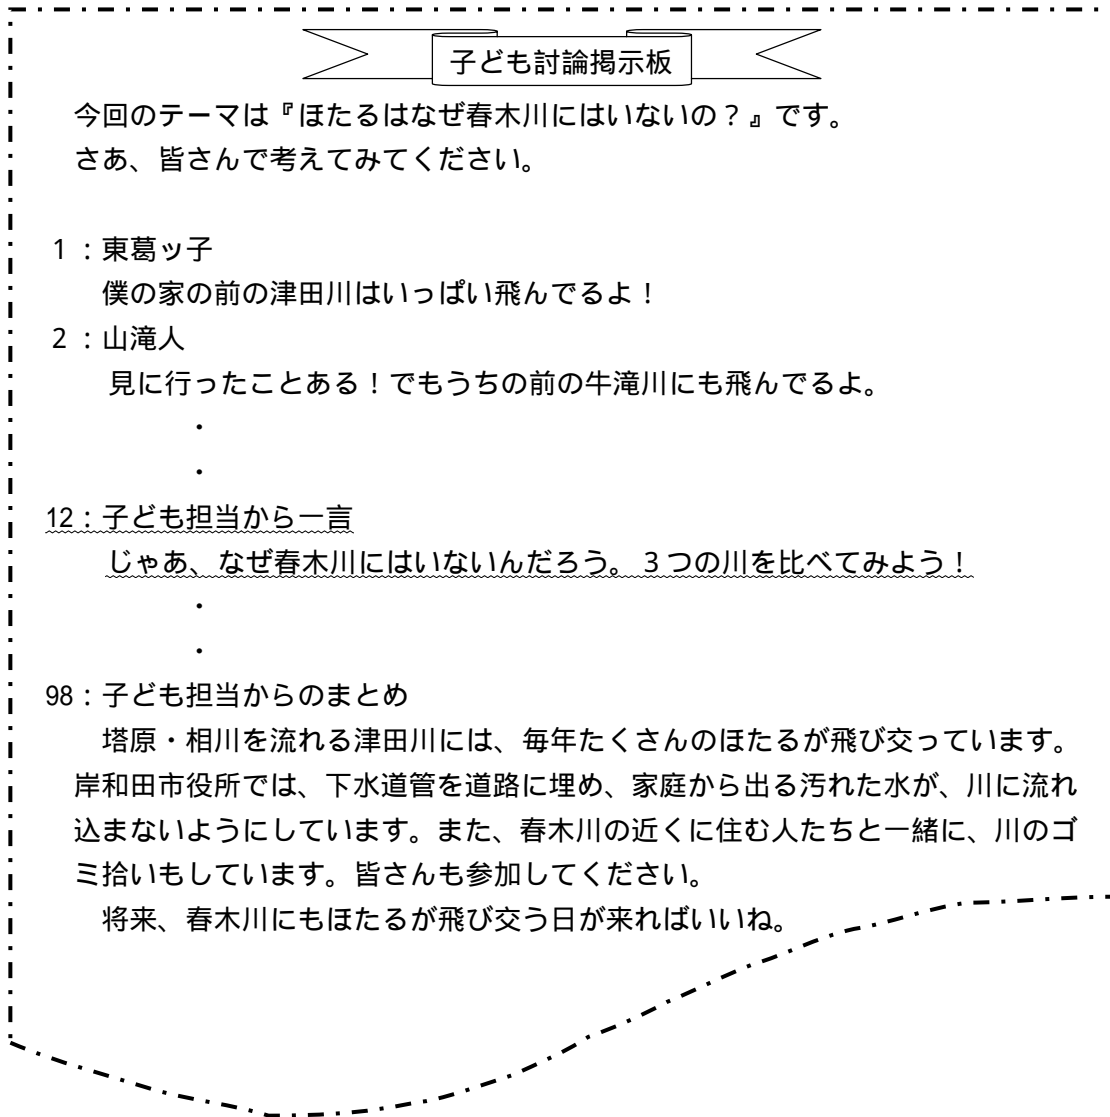 子ども討論掲示板
今回のテーマは『ほたるはなぜ春木川にはいないの？』です。
さあ、皆さんで考えてみてください。
1：東葛ッ子
僕の家の前の津田川はいっぱい飛んでるよ！
2：山滝人
見に行ったことある！でもうちの前の牛滝川にも飛んでるよ。
・
・
12：子ども担当から一言
じゃあ、なぜ春木川にはいないんだろう。３つの川を比べてみよう！
・
・
98：子ども担当からのまとめ
塔原・相川を流れる津田川には、毎年たくさんのほたるが飛び交っています。
岸和田市役所では、下水道管を道路に埋め、家庭から出る汚れた水が、川に流れ
込まないようにしています。また、春木川の近くに住む人たちと一緒に、川のゴ
ミ拾いもしています。皆さんも参加してください。
将来、春木川にもほたるが飛び交う日が来ればいいね。